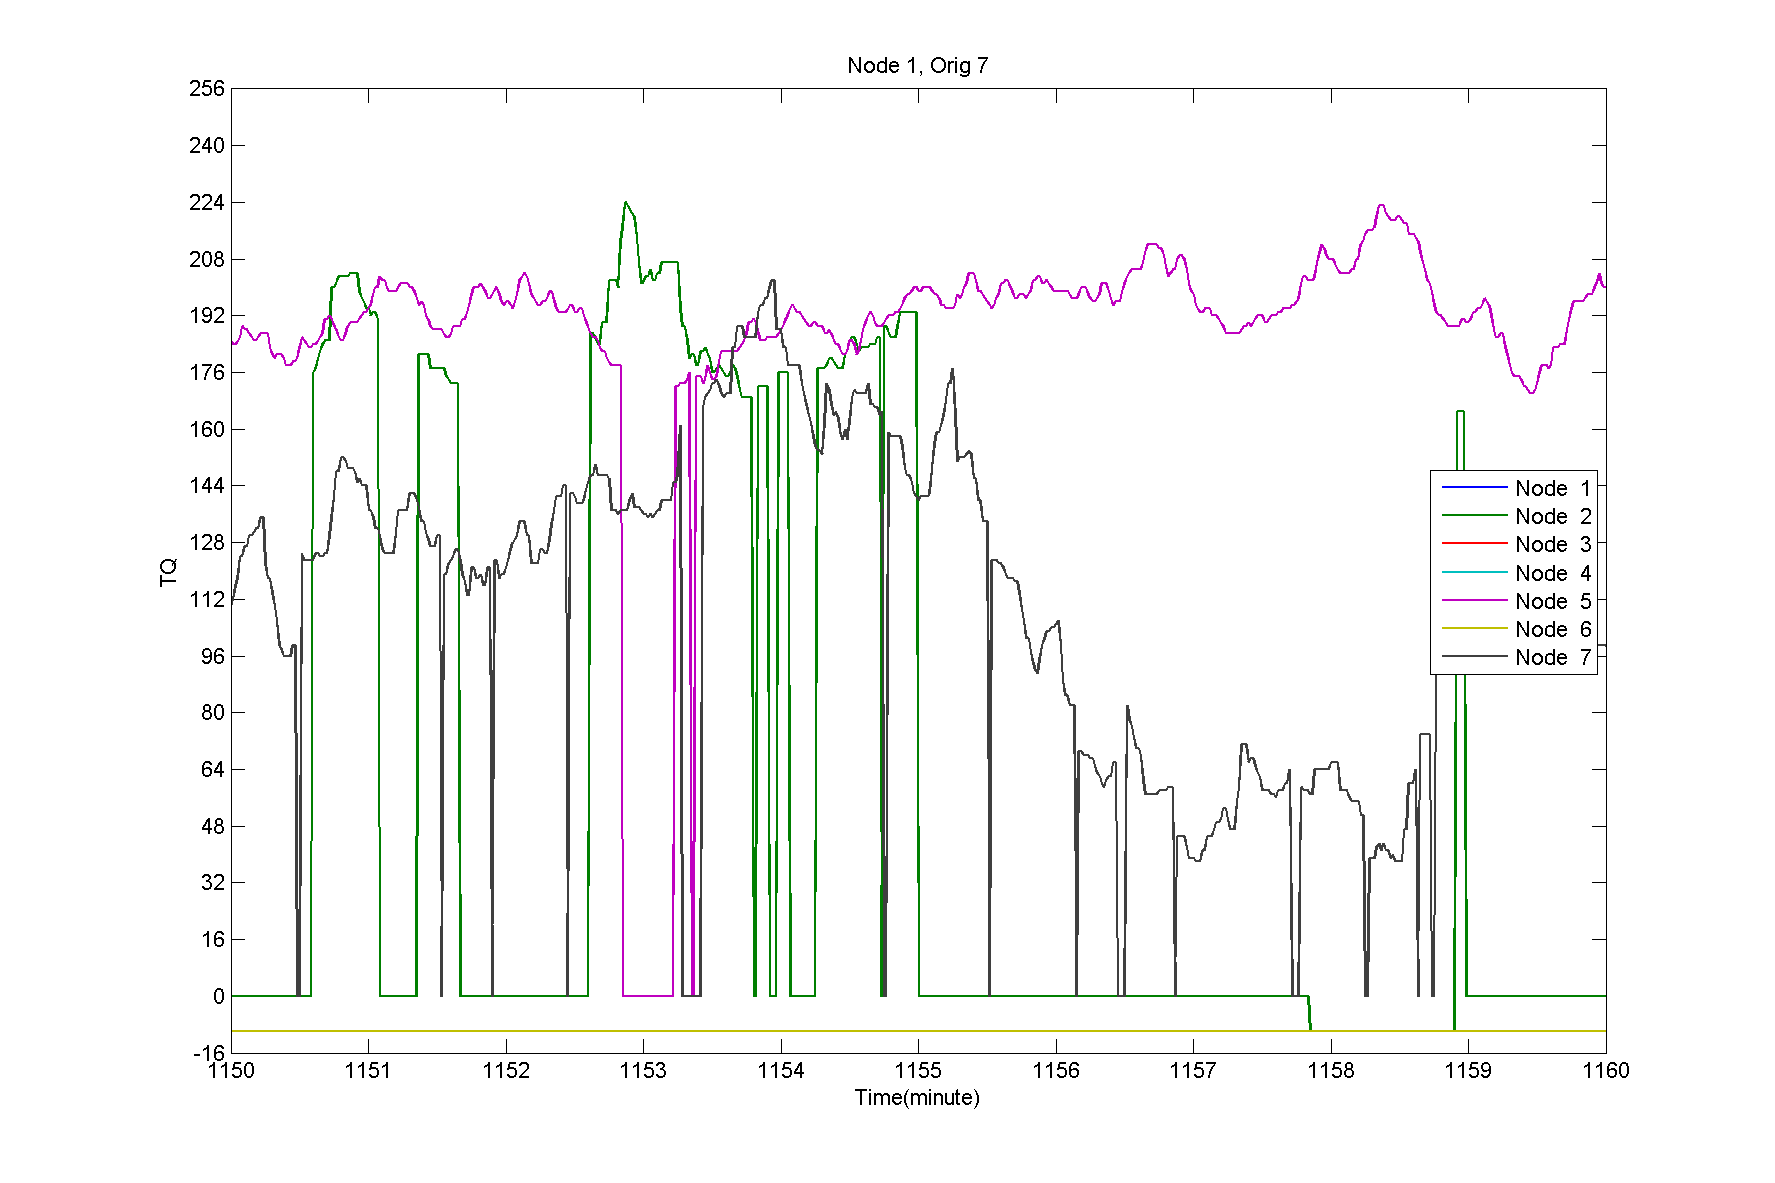 Node 1, Orig 7
256
240
224
208
192
176
160
144
128
112
96
80
64
48
32
16
0
-16
TQ
Node 1
Node 2
Node 3
Node 4
Node 5
Node 6
Node 7
1150 1151 1152 1153 1154 1155 1156 1157 1158 1159 1160
Time(minute)